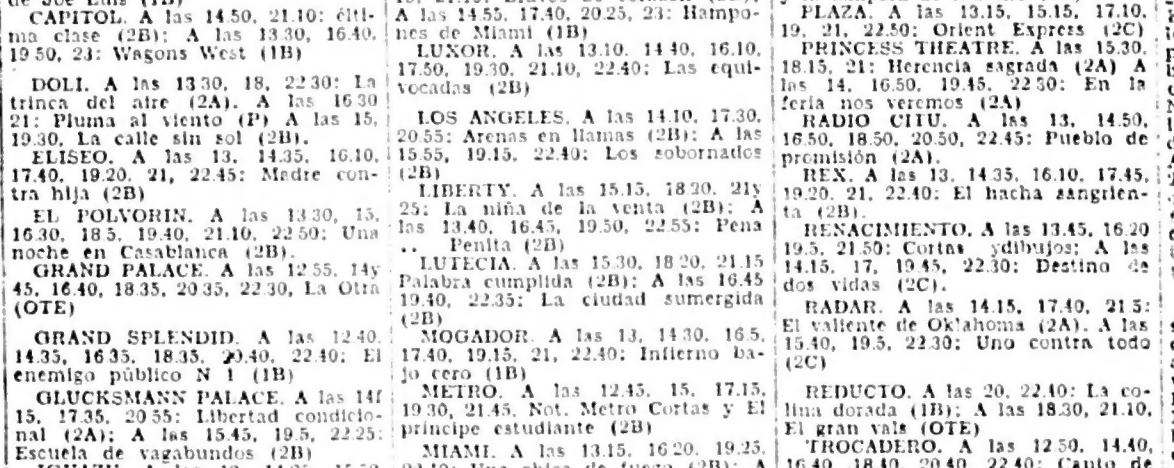 CAPITOL. A las 14.50, 21.10: élti-
ma clase (2B): A las 13.30, 16.40,
19 50, 23: Wagons West (1B)
DOLI. A las 13 30, 18, 22 30: La
trinca del aire (2A). A las 16 30
21: Pluma al viento (P) A las 15,
19.30, La calle sin sol (2B).
ELISEO. A las 13, 14.35, 16.10,
17.40, 19.20, 21, 22.45: Madre con-
tra hija (2B)
EL POLVORIN. A las 13 30, 15,
16.30, 18.5, 19.40, 21.10, 22 50: Una
noche en Casablanca (2B).
GRAND PALACE. A las 12 55, 14y
45, 16.40, 18.35, 20 35, 22.30, La Otra
(OTE)
GRAND SPLENDID. A las 12.40,
14.35, 16.35, 18.35, 20.40, 22.40: El
enemigo público N 1 (1B)
GLUCKSMANN PALACE. A las 14f
15, 17.35, 20 55: Libertad condicio-
nal (2A); A las 15.45, 19.5, 22.25:
Escuela de vagabundos (2B)
A las 14.55, 17.40, 20.25, 23: Hampo-
nes de Miami (1B)
LUXOR. A las 13.10, 14 40, 16.10,
17.50, 19.30, 21.10, 22.40: Las equi-
vocadas (2B)
LOS ANGELES. A las 14.10, 17.30,
20.55: Arenas en llamas (2B): A las
15.55, 19.15, 22.40: Los sobornados
(2B)
LIBERTY. A las 15.15, 18.20, 21y
25: La niña de la venta (2B): A
las 13.40, 16.45, 19.50, 22.55: Pena
.. Penita (2B)
LUTECIA. A las 15.30, 18 20, 21.15
Palabra cumplida (2B): A las 16.45
19.40, 22.35: La ciudad sumergida
(2B)
MOGADOR. A las 13, 14.30, 16.5,
17.40, 19.15, 21, 22.40: Infierno ba-
jo cero (1B)
METRO. A las 12.45, 15, 17.15,
19 30, 21.45. Not. Metro Cortas y El
príncipe estudiante (2B)
MIAMI. A las 13.15, 16 20, 19.25,
PLAZA. A las 13.15, 15.15, 17.10,
19, 21, 22.50: Orient Express (2C)
PRINCESS THEATRE. A las 15.30,
18.15, 21: Herencia sagrada (2A) A
las 14, 16.50, 19.45, 22 30: En la
feria nos veremos (2A)
RADIO CITU. A las 13, 14.50,
16.50, 18.50, 20.50, 22.45: Pueblo de
promisión (2A).
REX. A las 13, 14.35, 16.10, 17.45,
19.20, 21, 22.40: El hacha sangrien-
ta (2B).
RENACIMIENTO. A las 13.45, 16.20
19.5, 21.50: Cortas ydibujos; A las
14.15, 17, 19.45, 22.30: Destino de
dos vidas (2C).
RADAR. A las 14.15, 17.40, 21.5:
El valiente de Oklahoma (2A). A las
15.40, 19.5, 22.30: Uno contra todo
(2C)
REDUCTO. A las 20, 22.40: La co-
lina dorada (1B); A las 18.30, 21.10,
El gran vals (OTE)
TROCADERO. A las 12 50, 14.40,
16.40, 18.40, 20.40, 22.40: Canto de